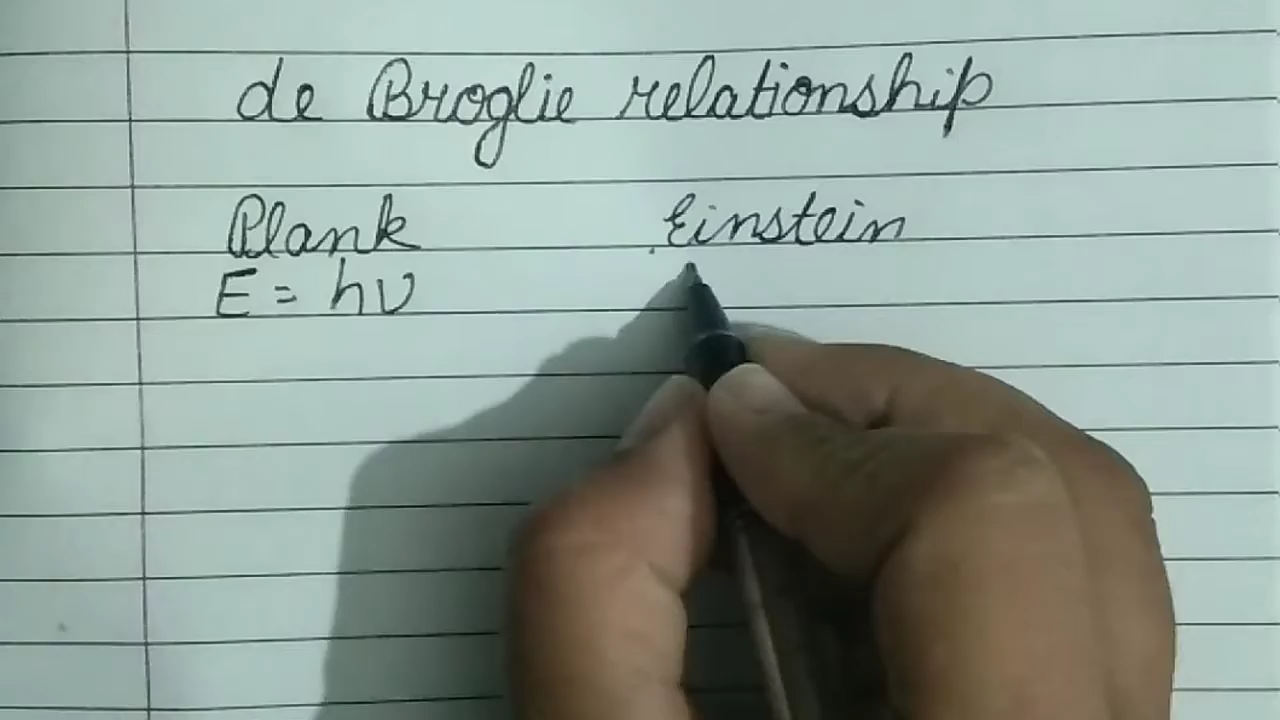 de Broglie relationship
Plank Einstein
E = hν